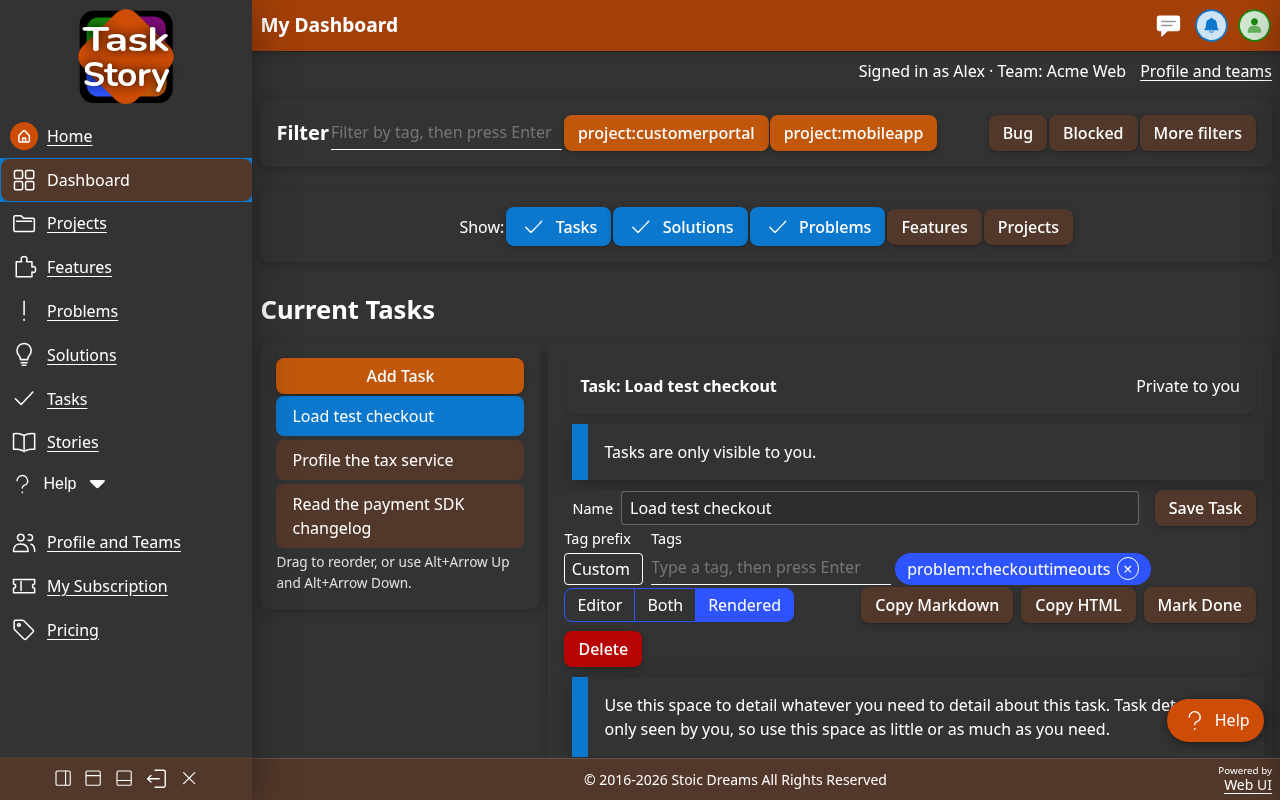 Task
Story
Home
Dashboard
Projects
Features
Problems
Solutions
Tasks
Stories
Help
Profile and Teams
My Subscription
Pricing
My Dashboard
Signed in as Alex · Team: Acme Web Profile and teams
Filter Filter by tag, then press Enter project:customerportal project:mobileapp Bug Blocked More filters
Show: Tasks Solutions Problems Features Projects
Current Tasks
Add Task
Load test checkout
Profile the tax service
Read the payment SDK
changelog
Drag to reorder, or use Alt+Arrow Up
and Alt+Arrow Down.
Task: Load test checkout Private to you
Tasks are only visible to you.
Name Load test checkout Save Task
Tag prefix Tags
Custom Type a tag, then press Enter problem:checkouttimeouts
Editor Both Rendered Copy Markdown Copy HTML Mark Done
Delete
Use this space to detail whatever you need to detail about this task. Task
only seen by you, so use this space as little or as much as you need.
Help
© 2016-2026 Stoic Dreams All Rights Reserved
Powered by
Web UI